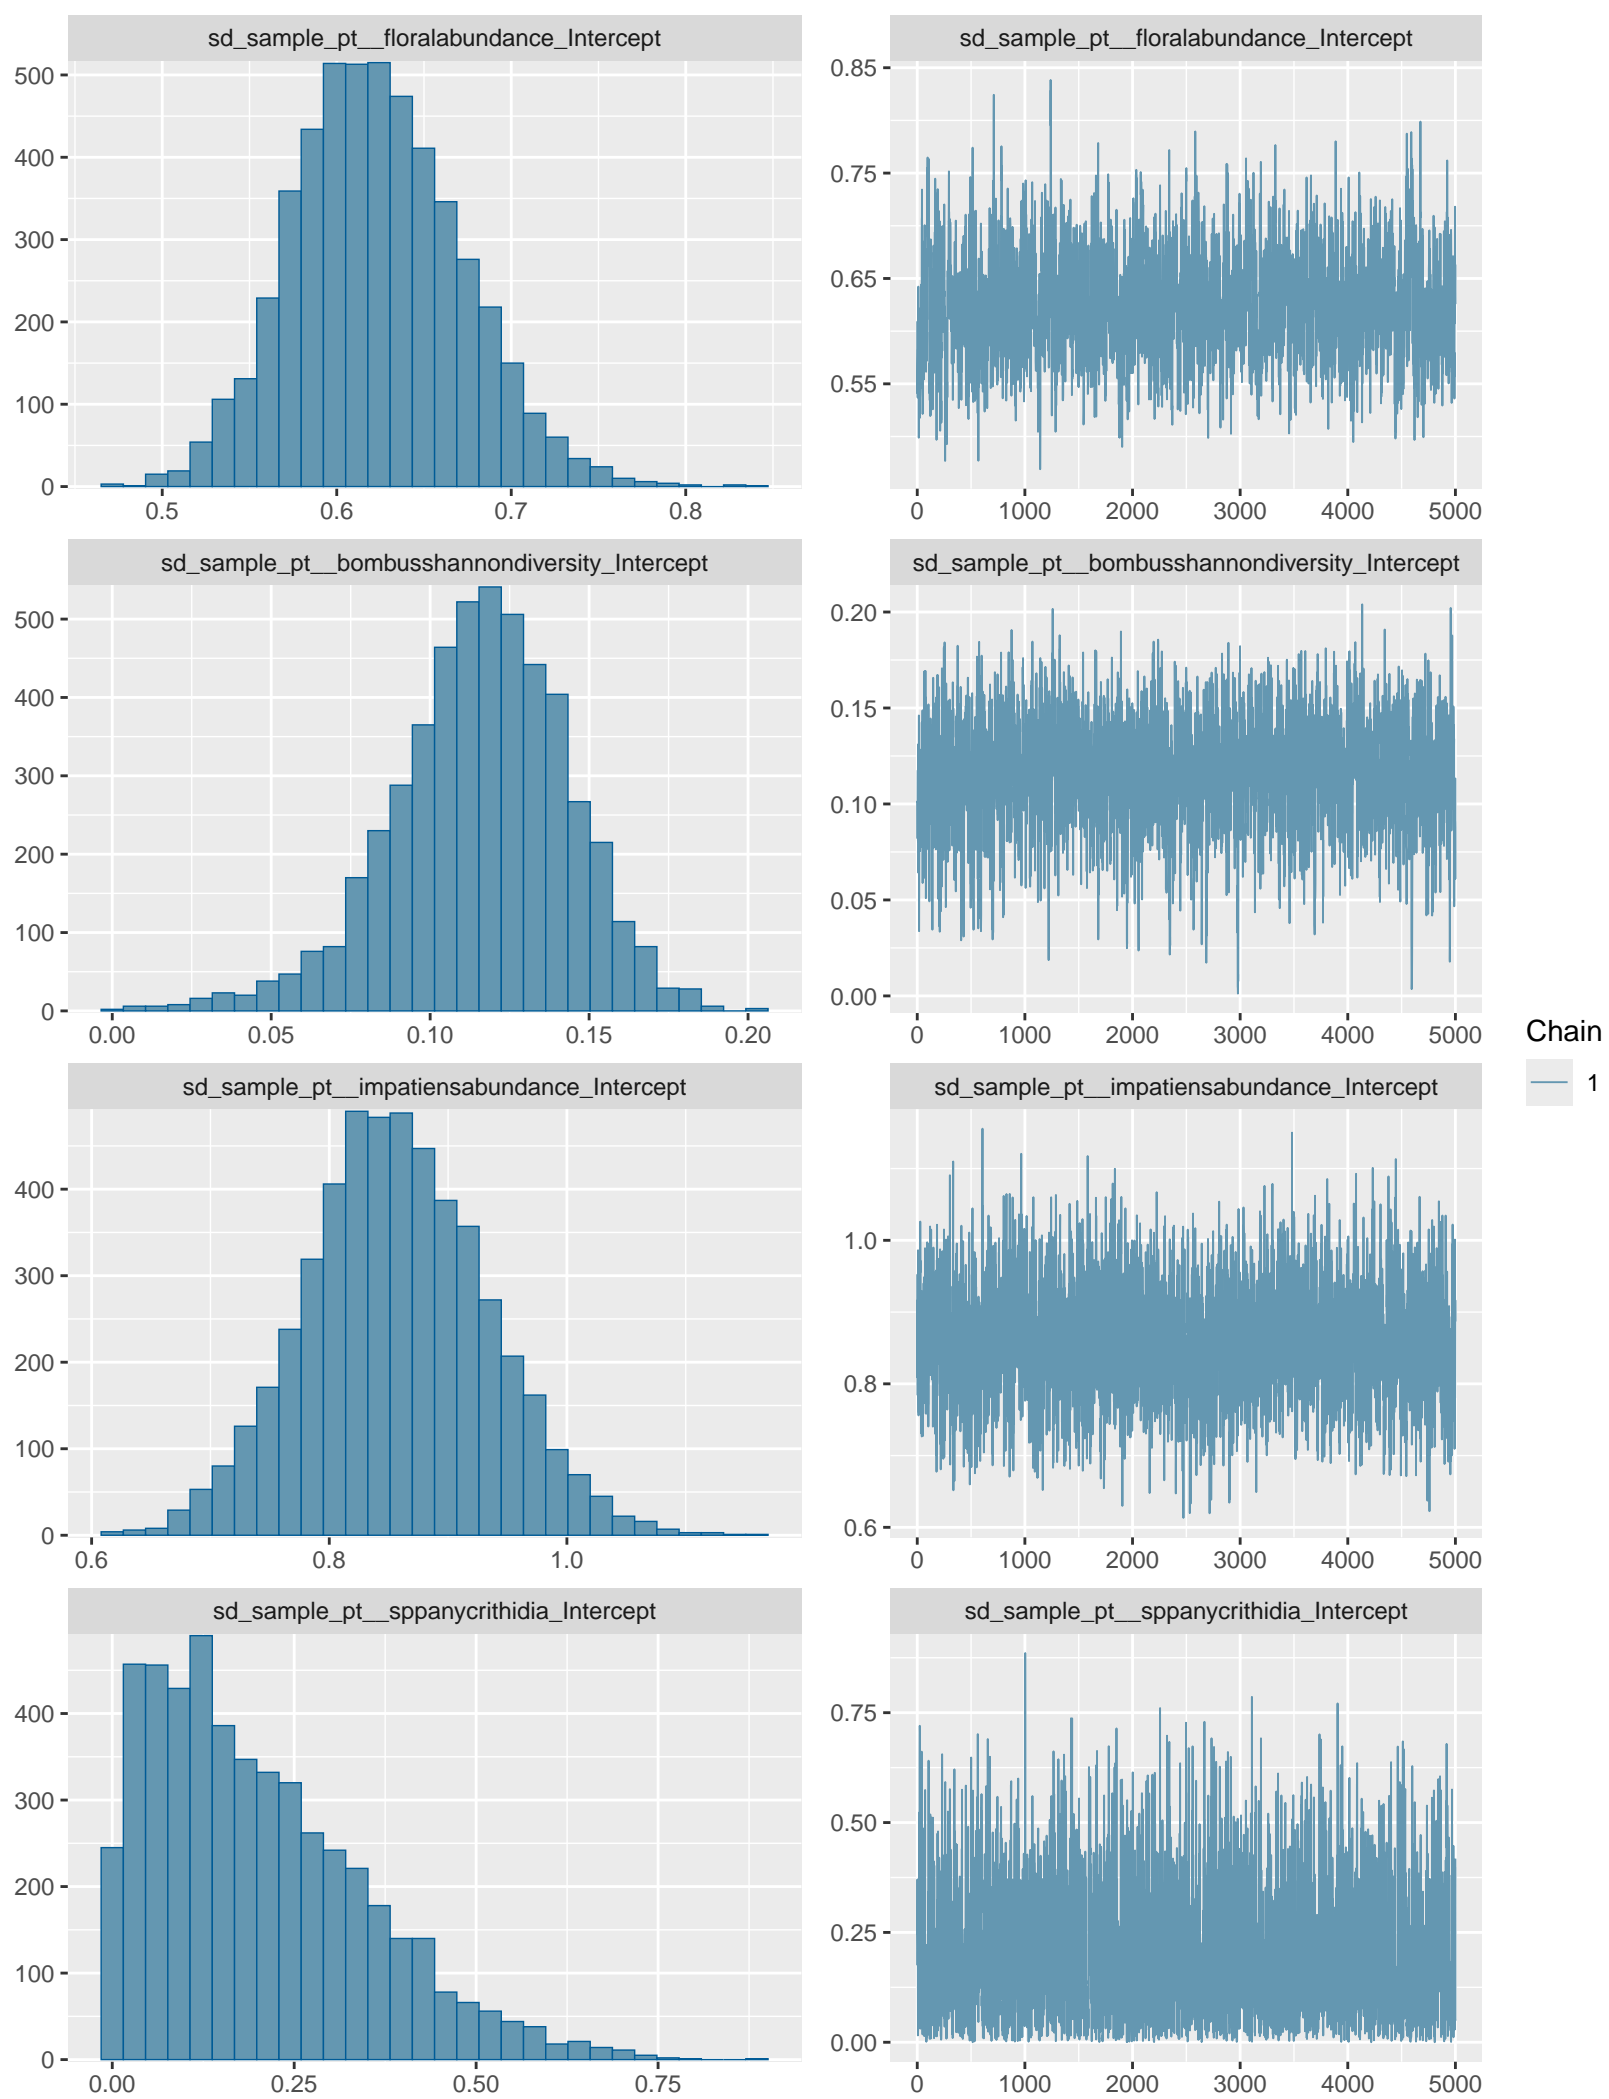 sd_sample_pt__floralabundance_Intercept
500
400
300
200
100
0
0.5 0.6 0.7 0.8
sd_sample_pt__floralabundance_Intercept
0.85
0.75
0.65
0.55
0 1000 2000 3000 4000 5000
sd_sample_pt__bombusshannondiversity_Intercept
500
400
300
200
100
0
0.00 0.05 0.10 0.15 0.20
sd_sample_pt__bombusshannondiversity_Intercept
0.20
0.15
0.10
0.05
0.00
0 1000 2000 3000 4000 5000
sd_sample_pt__impatiensabundance_Intercept
400
300
200
100
0
0.6 0.8 1.0
sd_sample_pt__impatiensabundance_Intercept
1.0
0.8
0.6
0 1000 2000 3000 4000 5000
sd_sample_pt__sppanycrithidia_Intercept
400
300
200
100
0
0.00 0.25 0.50 0.75
sd_sample_pt__sppanycrithidia_Intercept
0.75
0.50
0.25
0.00
0 1000 2000 3000 4000 5000
Chain
1